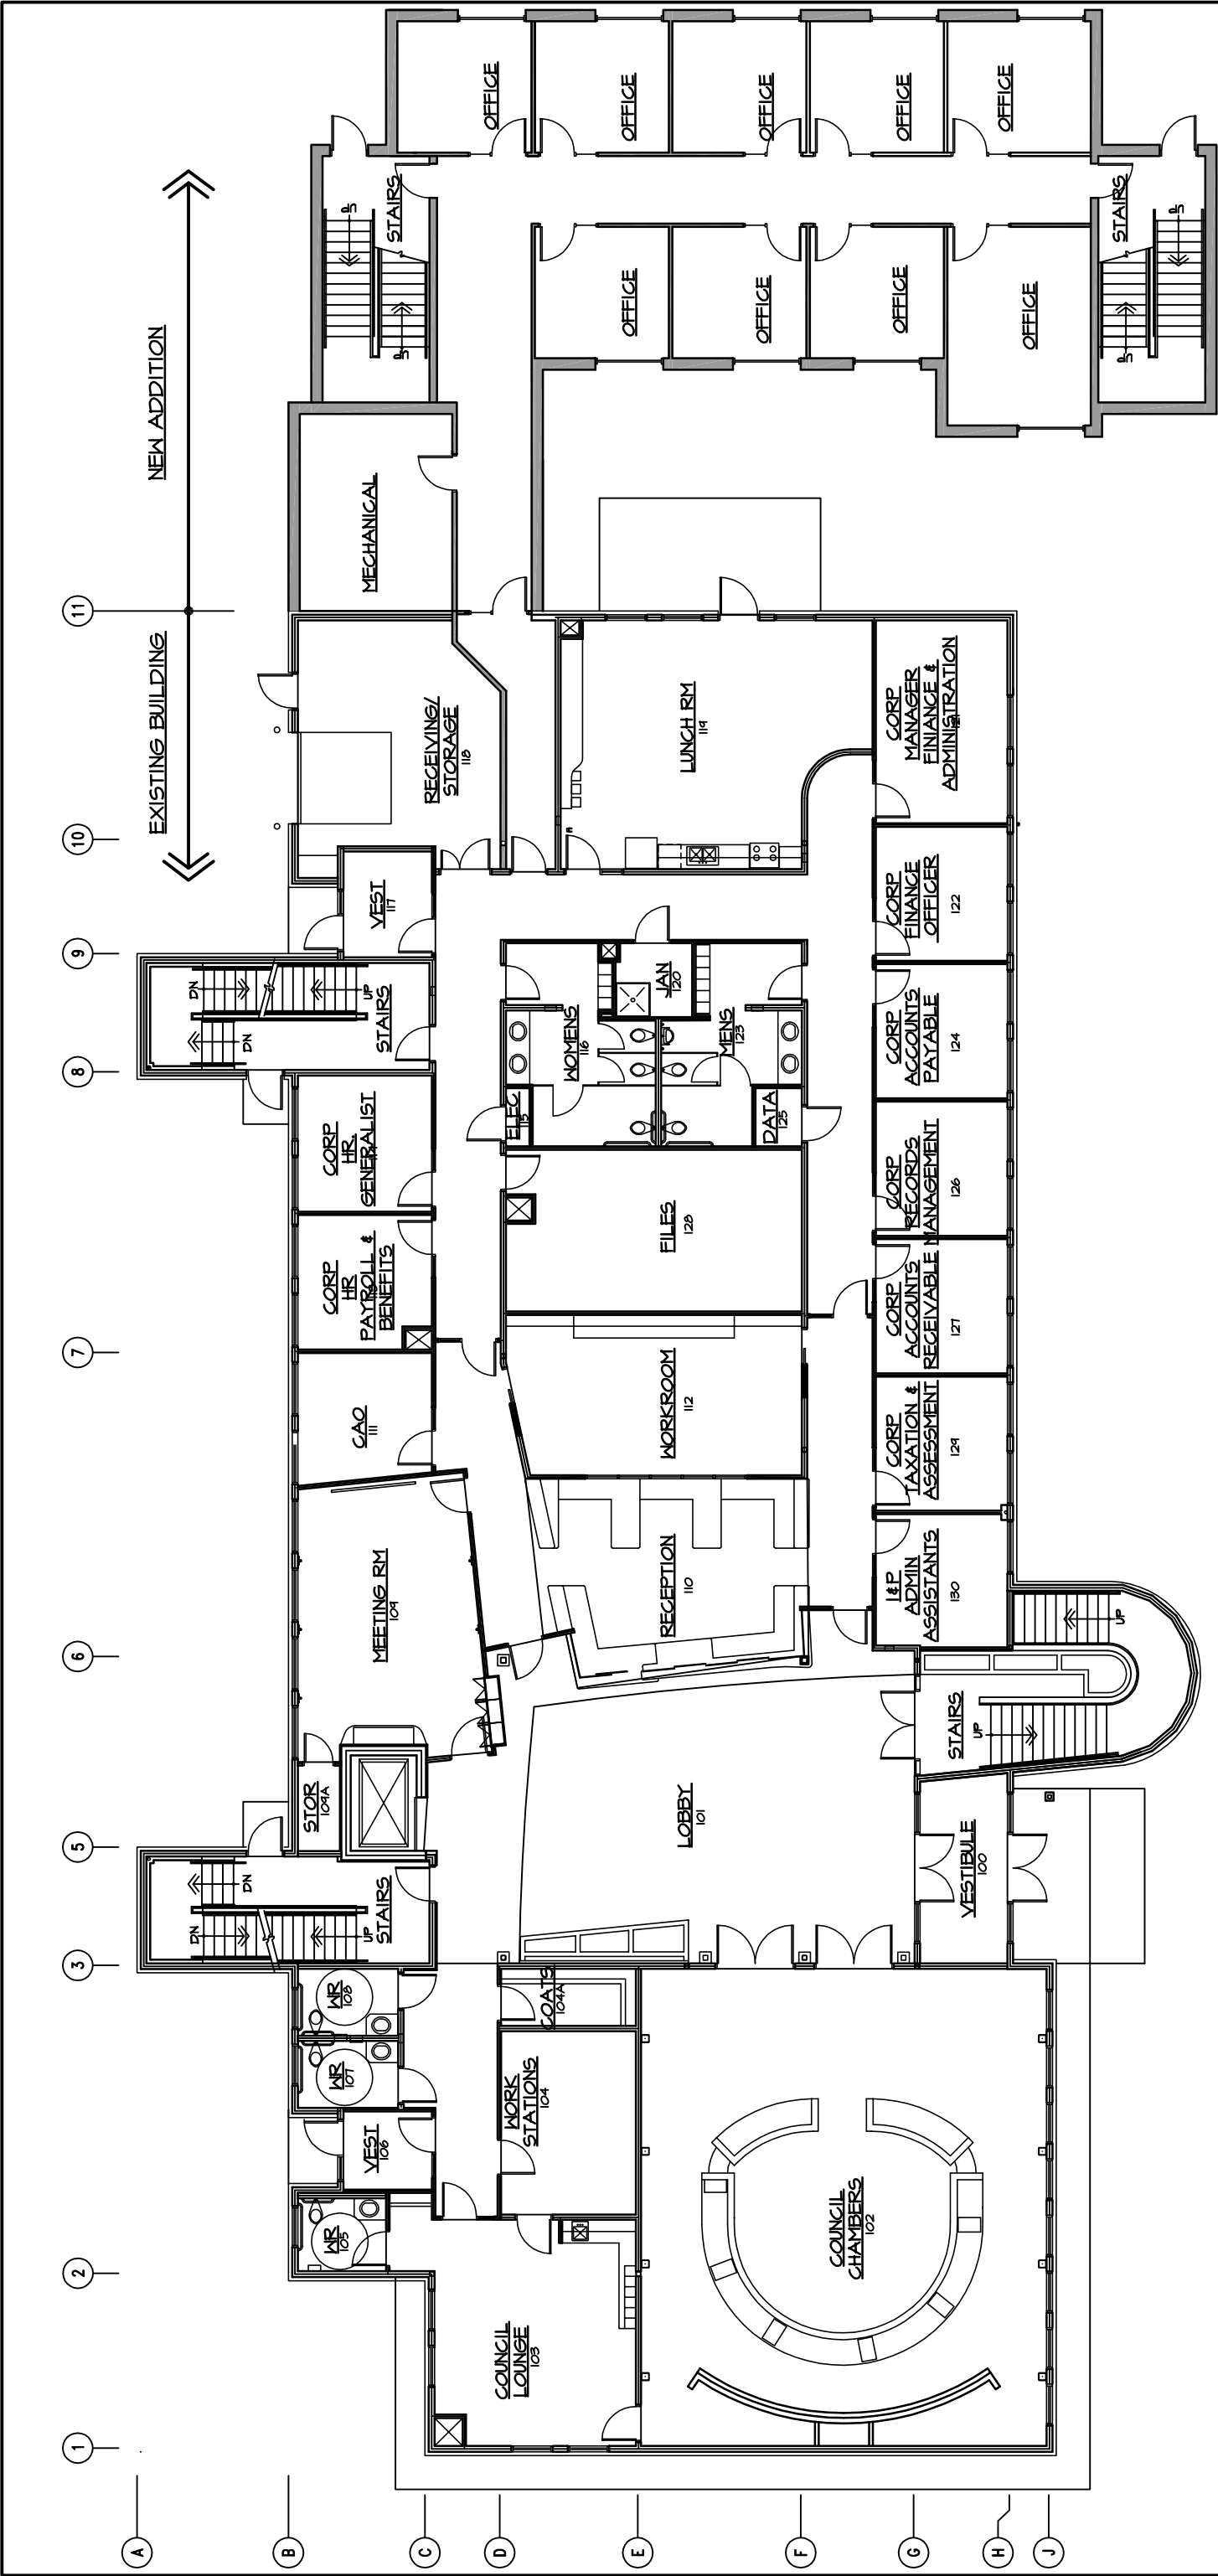 A
B
C
D
E
F
G
H
J
1
2
3
5
6
7
8
9
10
11
EXISTING BUILDING
NEW ADDITION
WR
105
VEST
106
WR
107
WR
108
DN
UP
DN
STAIRS
STOR
109A
MEETING RM
109
CAO
111
CORP
HR
PAYROLL &
BENEFITS
CORP
HR
GENERALIST
DN
DN
UP
STAIRS
VEST
117
RECEIVING/
STORAGE
118
MECHANICAL
STAIRS
COUNCIL
LOUNGE
103
WORK
STATIONS
104
COATS
104A
LOBBY
101
RECEPTION
110
WORKROOM
112
FILES
128
ELEC
115
WOMENS
116
JAN
120
MENS
123
DATA
125
LUNCH RM
119
COUNCIL
CHAMBERS
102
VESTIBULE
100
STAIRS
UP
UP
I&P
ADMIN
ASSISTANTS
130
CORP
TAXATION &
ASSESSMENT
129
CORP
ACCOUNTS
RECEIVABLE
127
CORP
RECORDS
MANAGEMENT
126
CORP
ACCOUNTS
PAYABLE
124
CORP
FINANCE
OFFICER
122
CORP
MANAGER
FINIANCE &
ADMINISTRATION
OFFICE
OFFICE
OFFICE
OFFICE
OFFICE
OFFICE
OFFICE
OFFICE
OFFICE
STAIRS